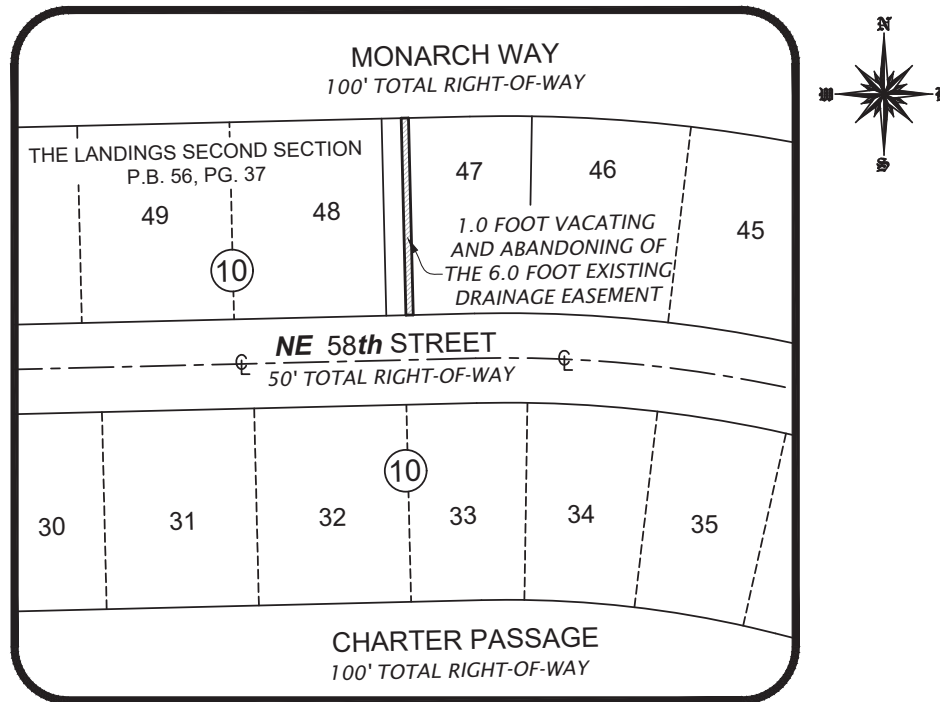 MONARCH WAY
100' TOTAL RIGHT-OF-WAY
N
W
S
THE LANDINGS SECOND SECTION
P.B. 56, PG. 37
49
48
47
46
45
10
1.0 FOOT VACATING
AND ABANDONING OF
THE 6.0 FOOT EXISTING
DRAINAGE EASEMENT
NE 58th STREET
CL
CL
50' TOTAL RIGHT-OF-WAY
10
30
31
32
33
34
35
CHARTER PASSAGE
100' TOTAL RIGHT-OF-WAY